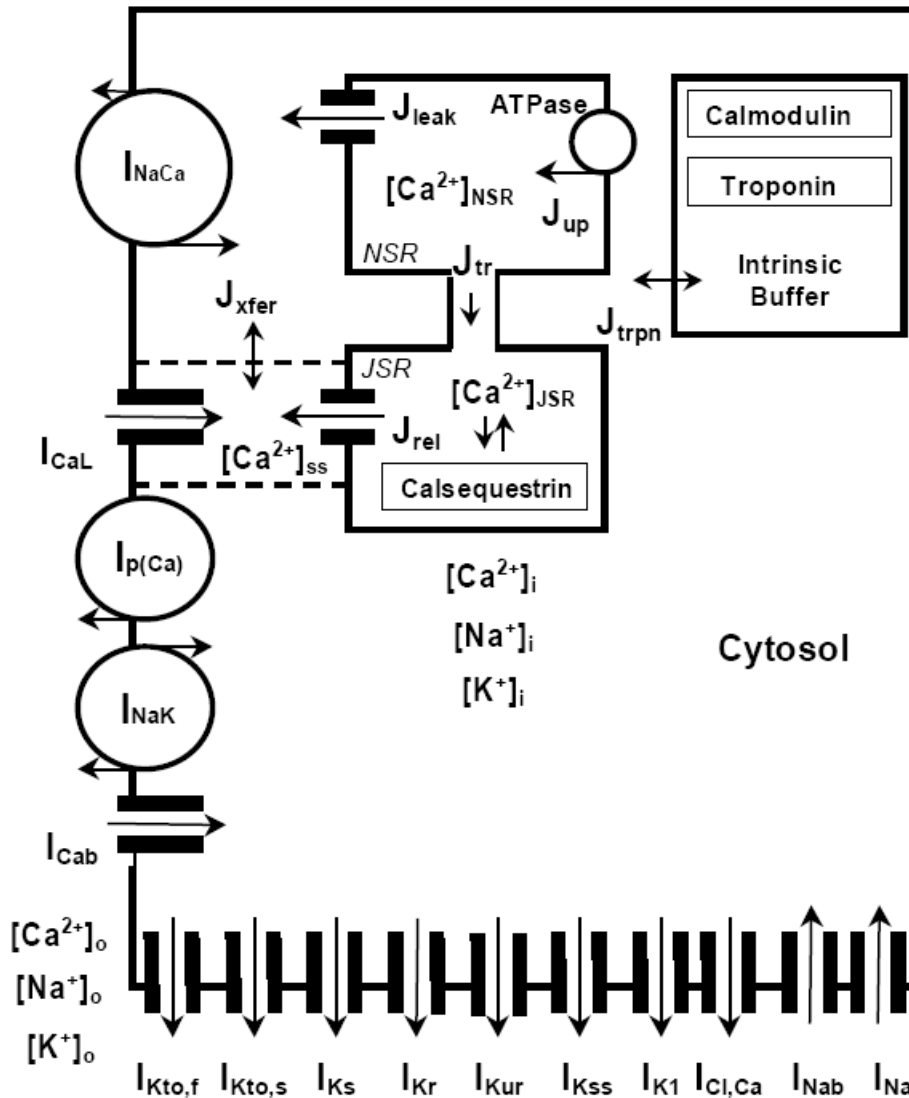 I_NaCa
J_leak
ATPase
[Ca²⁺]_NSR
J_up
NSR
J_tr
Calmodulin
Troponin
Intrinsic
Buffer
J_trpn
J_xfer
JSR
[Ca²⁺]_JSR
J_rel
Calsequestrin
I_CaL
[Ca²⁺]_ss
I_p(Ca)
[Ca²⁺]_i
[Na⁺]_i
[K⁺]_i
Cytosol
I_NaK
I_Cab
[Ca²⁺]_o
[Na⁺]_o
[K⁺]_o
I_Kto,f I_Kto,s I_Ks I_Kr I_Kur I_Kss I_K1 I_Cl,Ca I_Nab I_Na